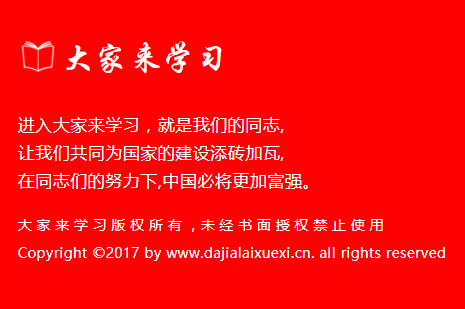 大家来学习
进入大家来学习，就是我们的同志,
让我们共同为国家的建设添砖加瓦,
在同志们的努力下,中国必将更加富强。
大家来学习版权所有 ,未经书面授权禁止使用
Copyright ©2017 by www.dajialaixuexi.cn. all rights reserved